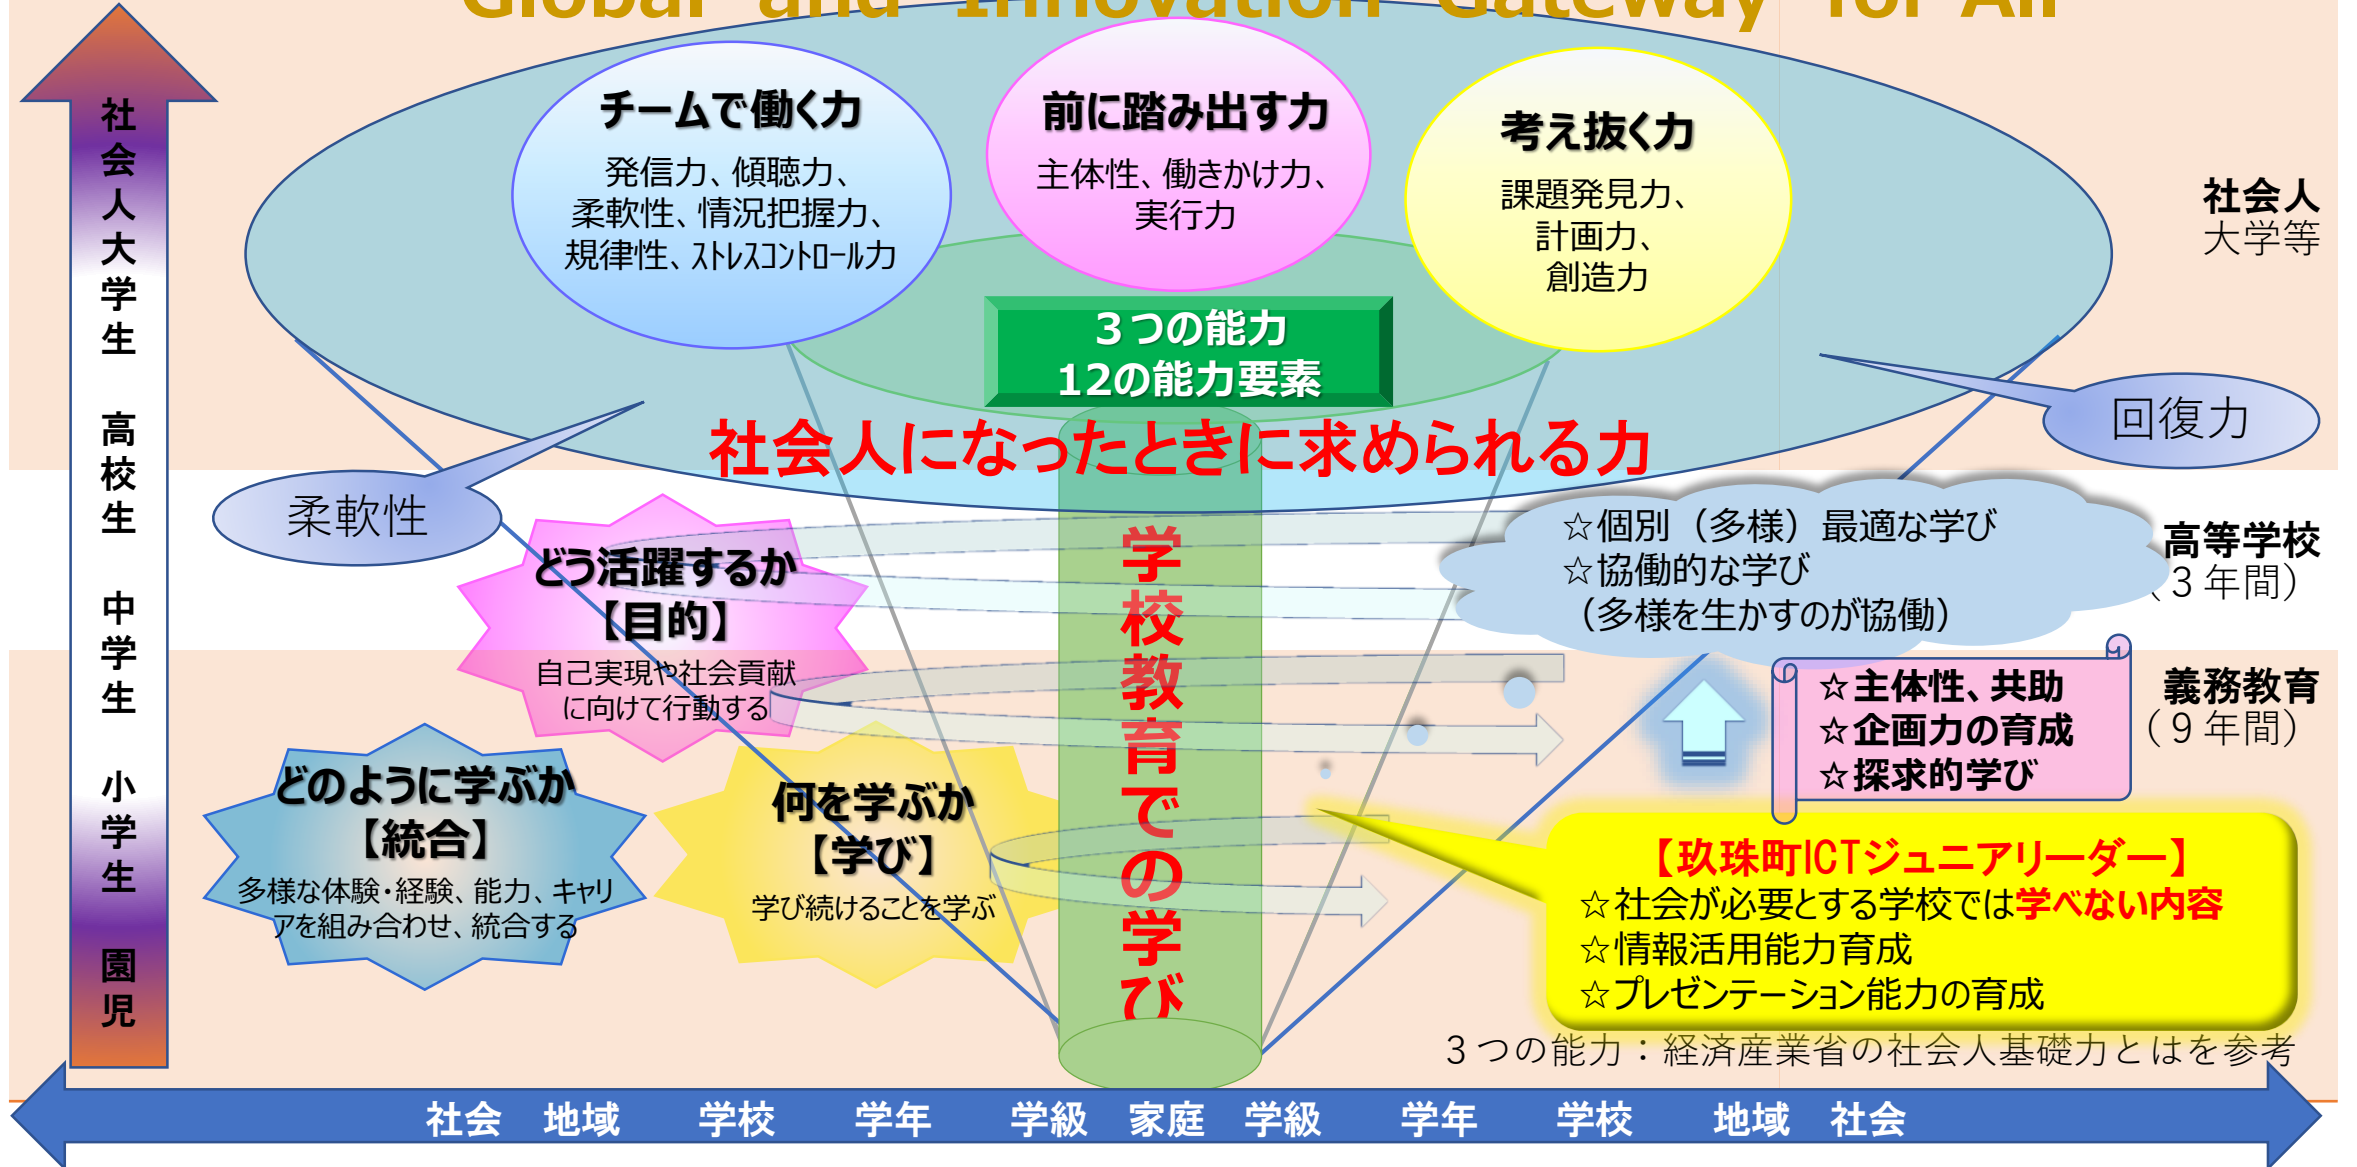 Global and Innovation Gateway for All
社会人大学生 高校生 中学生 小学生 園児
チームで働く力
発信力、傾聴力、
柔軟性、情況把握力、
規律性、ストレスコントロール力
前に踏み出す力
主体性、働きかけ力、
実行力
考え抜く力
課題発見力、
計画力、
創造力
社会人
大学等
３つの能力
12の能力要素
社会人になったときに求められる力
回復力
柔軟性
学校教育での学び
どう活躍するか
【目的】
自己実現や社会貢献
に向けて行動する
☆個別（多様）最適な学び
☆協働的な学び
（多様を生かすのが協働）
高等学校
（３年間）
☆主体性、共助
☆企画力の育成
☆探求的学び
義務教育
（９年間）
どのように学ぶか
【統合】
多様な体験・経験、能力、キャリ
アを組み合わせ、統合する
何を学ぶか
【学び】
学び続けることを学ぶ
【玖珠町ICTジュニアリーダー】
☆社会が必要とする学校では学べない内容
☆情報活用能力育成
☆プレゼンテーション能力の育成
３つの能力：経済産業省の社会人基礎力とはを参考
社会 地域 学校 学年 学級 家庭 学級 学年 学校 地域 社会